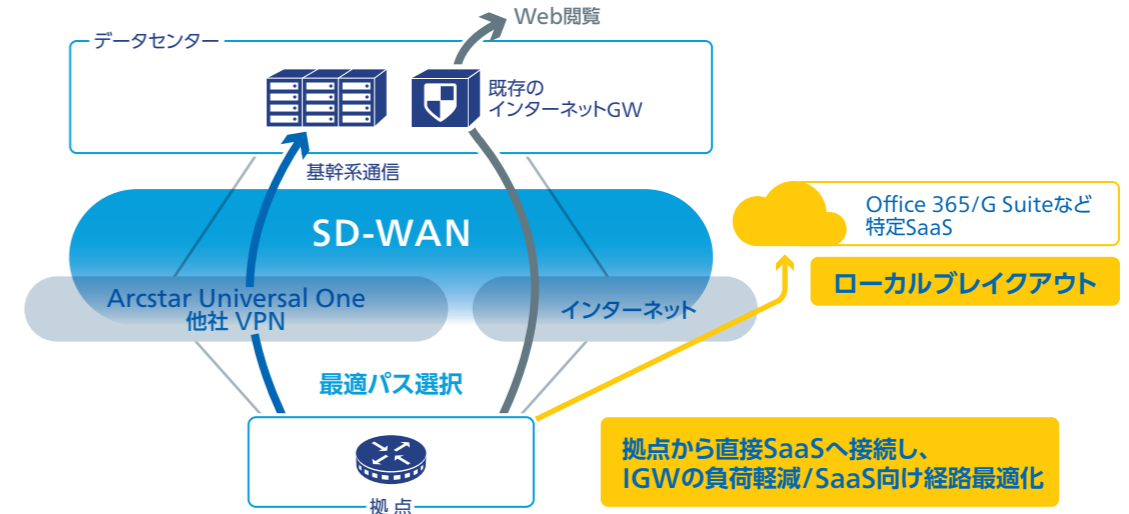 Web閲覧
データセンター
既存の
インターネットGW
基幹系通信
SD-WAN
Office 365/G Suiteなど
特定SaaS
ローカルブレイクアウト
Arcstar Universal One
他社 VPN
インターネット
最適パス選択
拠点から直接SaaSへ接続し、
IGWの負荷軽減/SaaS向け経路最適化
拠点